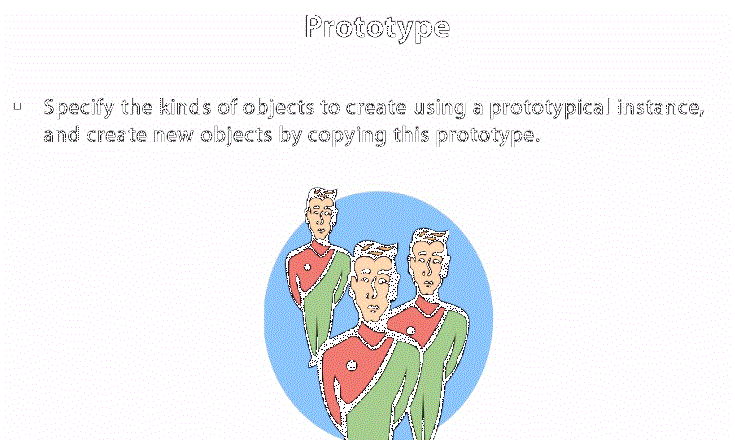 Prototype
Specify the kinds of objects to create using a prototypical instance,
and create new objects by copying this prototype.